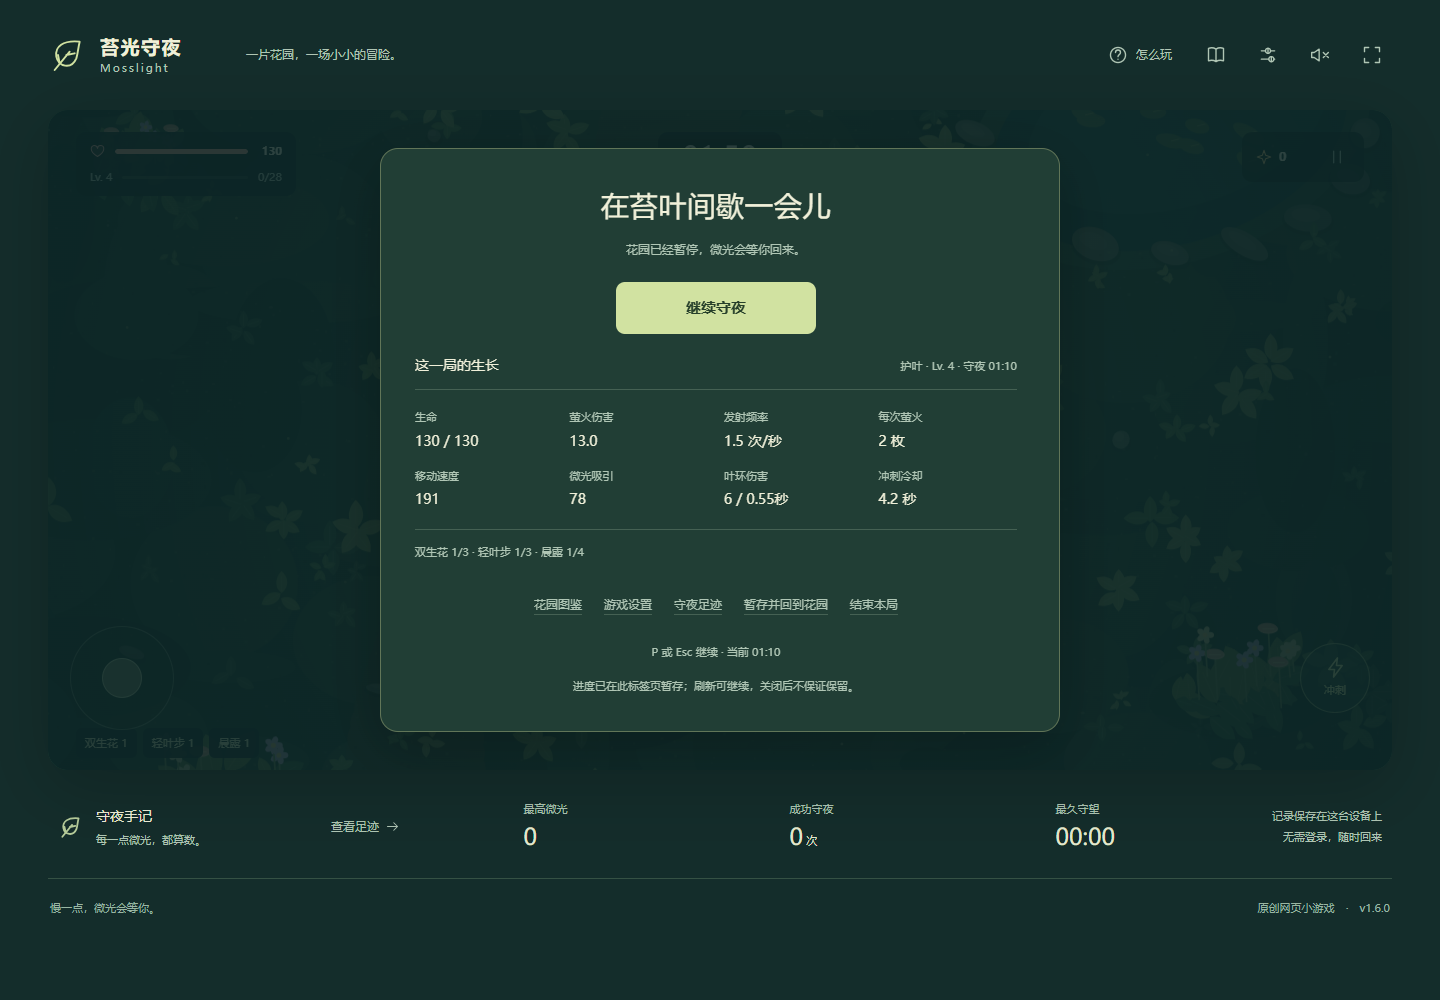 苔光守夜
Mosslight
一片花园，一场小小的冒险。
怎么玩
130
Lv. 4
0/28
0
在苔叶间歇一会儿
花园已经暂停，微光会等你回来。
继续守夜
这一局的生长
护叶 · Lv. 4 · 守夜 01:10
生命
萤火伤害
发射频率
每次萤火
130 / 130
13.0
1.5 次/秒
2 枚
移动速度
微光吸引
叶环伤害
冲刺冷却
191
78
6 / 0.55秒
4.2 秒
双生花 1/3 · 轻叶步 1/3 · 晨露 1/4
花园图鉴
游戏设置
守夜足迹
暂存并回到花园
结束本局
P 或 Esc 继续 · 当前 01:10
进度已在此标签页暂存；刷新可继续，关闭后不保证保留。
冲刺
双生花 1
轻叶步 1
晨露 1
守夜手记
每一点微光，都算数。
查看足迹 →
最高微光
0
成功守夜
0 次
最久守望
00:00
记录保存在这台设备上
无需登录，随时回来
慢一点，微光会等你。
原创网页小游戏 · v1.6.0